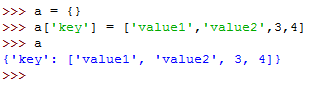 >>> a = {}
>>> a['key'] = ['value1','value2',3,4]
>>> a
{'key': ['value1', 'value2', 3, 4]}
>>>